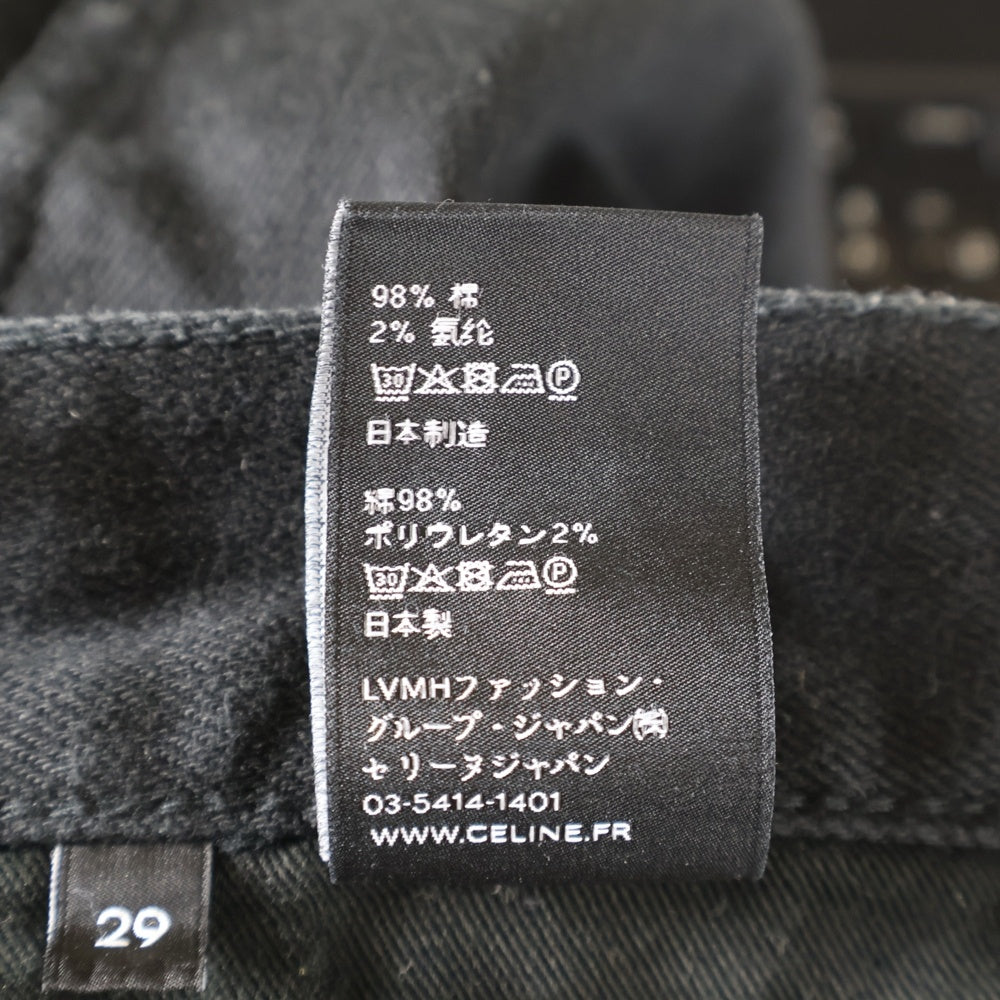 98% 棉
2% 氨纶
30 P
日本制造
綿98%
ポリウレタン2%
30 P
日本製
LVMHファッション・
グループ・ジャパン㈱
セリーヌジャパン
03-5414-1401
WWW.CELINE.FR
29